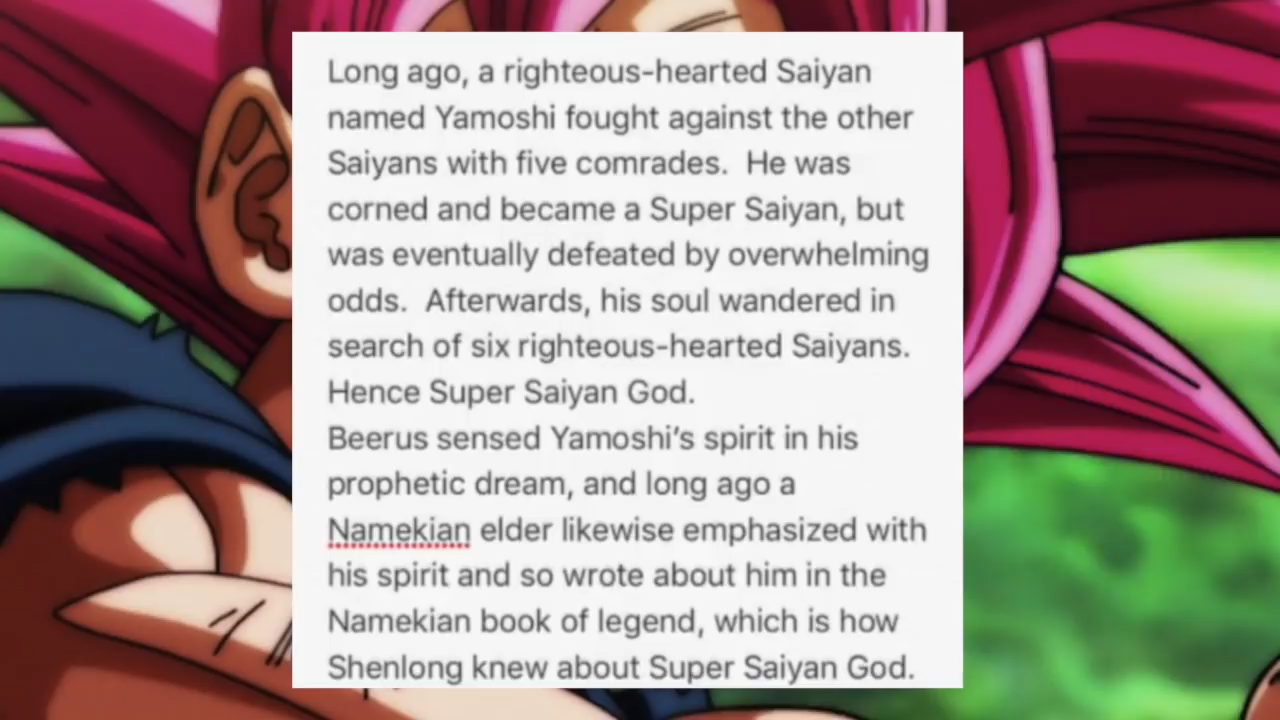 Long ago, a righteous-hearted Saiyan
named Yamoshi fought against the other
Saiyans with five comrades.  He was
corned and became a Super Saiyan, but
was eventually defeated by overwhelming
odds.  Afterwards, his soul wandered in
search of six righteous-hearted Saiyans.
Hence Super Saiyan God.
Beerus sensed Yamoshi’s spirit in his
prophetic dream, and long ago a
Namekian elder likewise emphasized with
his spirit and so wrote about him in the
Namekian book of legend, which is how
Shenlong knew about Super Saiyan God.